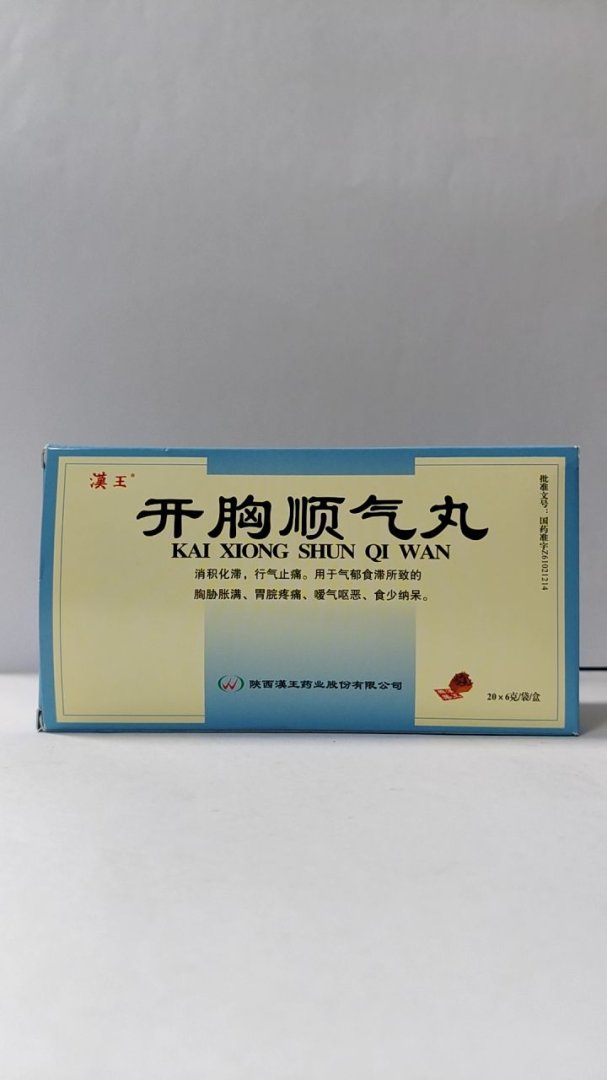 漢王®
开胸顺气丸
KAI XIONG SHUN QI WAN
消积化滞，行气止痛。用于气郁食滞所致的
胸胁胀满、胃脘疼痛、嗳气呕恶、食少纳呆。
陕西漢王药业股份有限公司
20×6克/袋/盒
批准文号：国药准字Z61021214